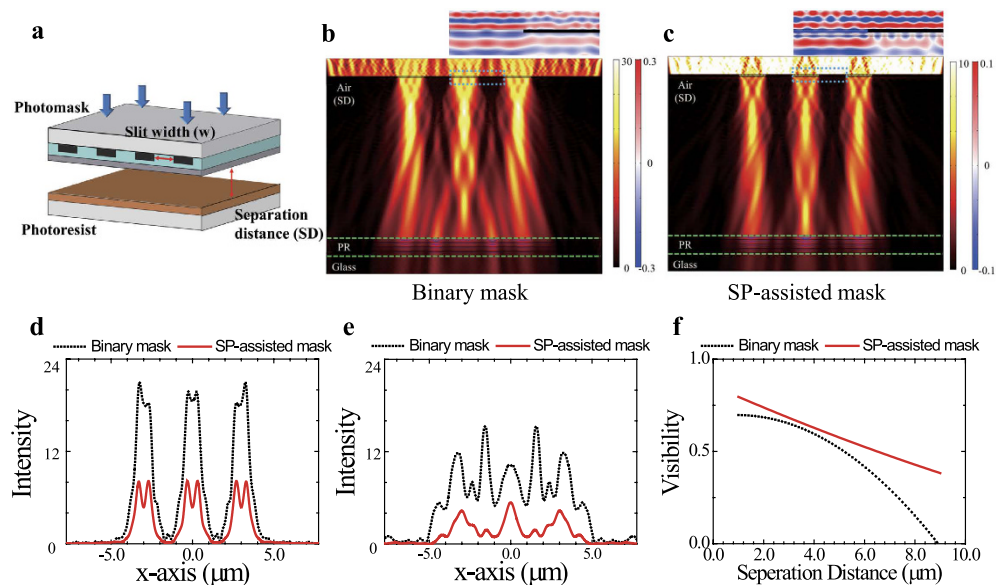 a
Photomask
Slit width (w)
Separation
distance (SD)
Photoresist
b
Air
(SD)
PR
Glass
30
0
0.3
0
-0.3
Binary mask
c
Air
(SD)
PR
Glass
10
0
0.1
0
-0.1
SP-assisted mask
d
Binary mask
SP-assisted mask
Intensity
24
12
0
-5.0
0.0
5.0
x-axis (μm)
e
Binary mask
SP-assisted mask
Intensity
24
12
0
-5.0
0.0
5.0
x-axis (μm)
f
Binary mask
SP-assisted mask
Visibility
1.0
0.5
0.0
0.0
2.0
4.0
6.0
8.0
10.0
Seperation Distance (μm)